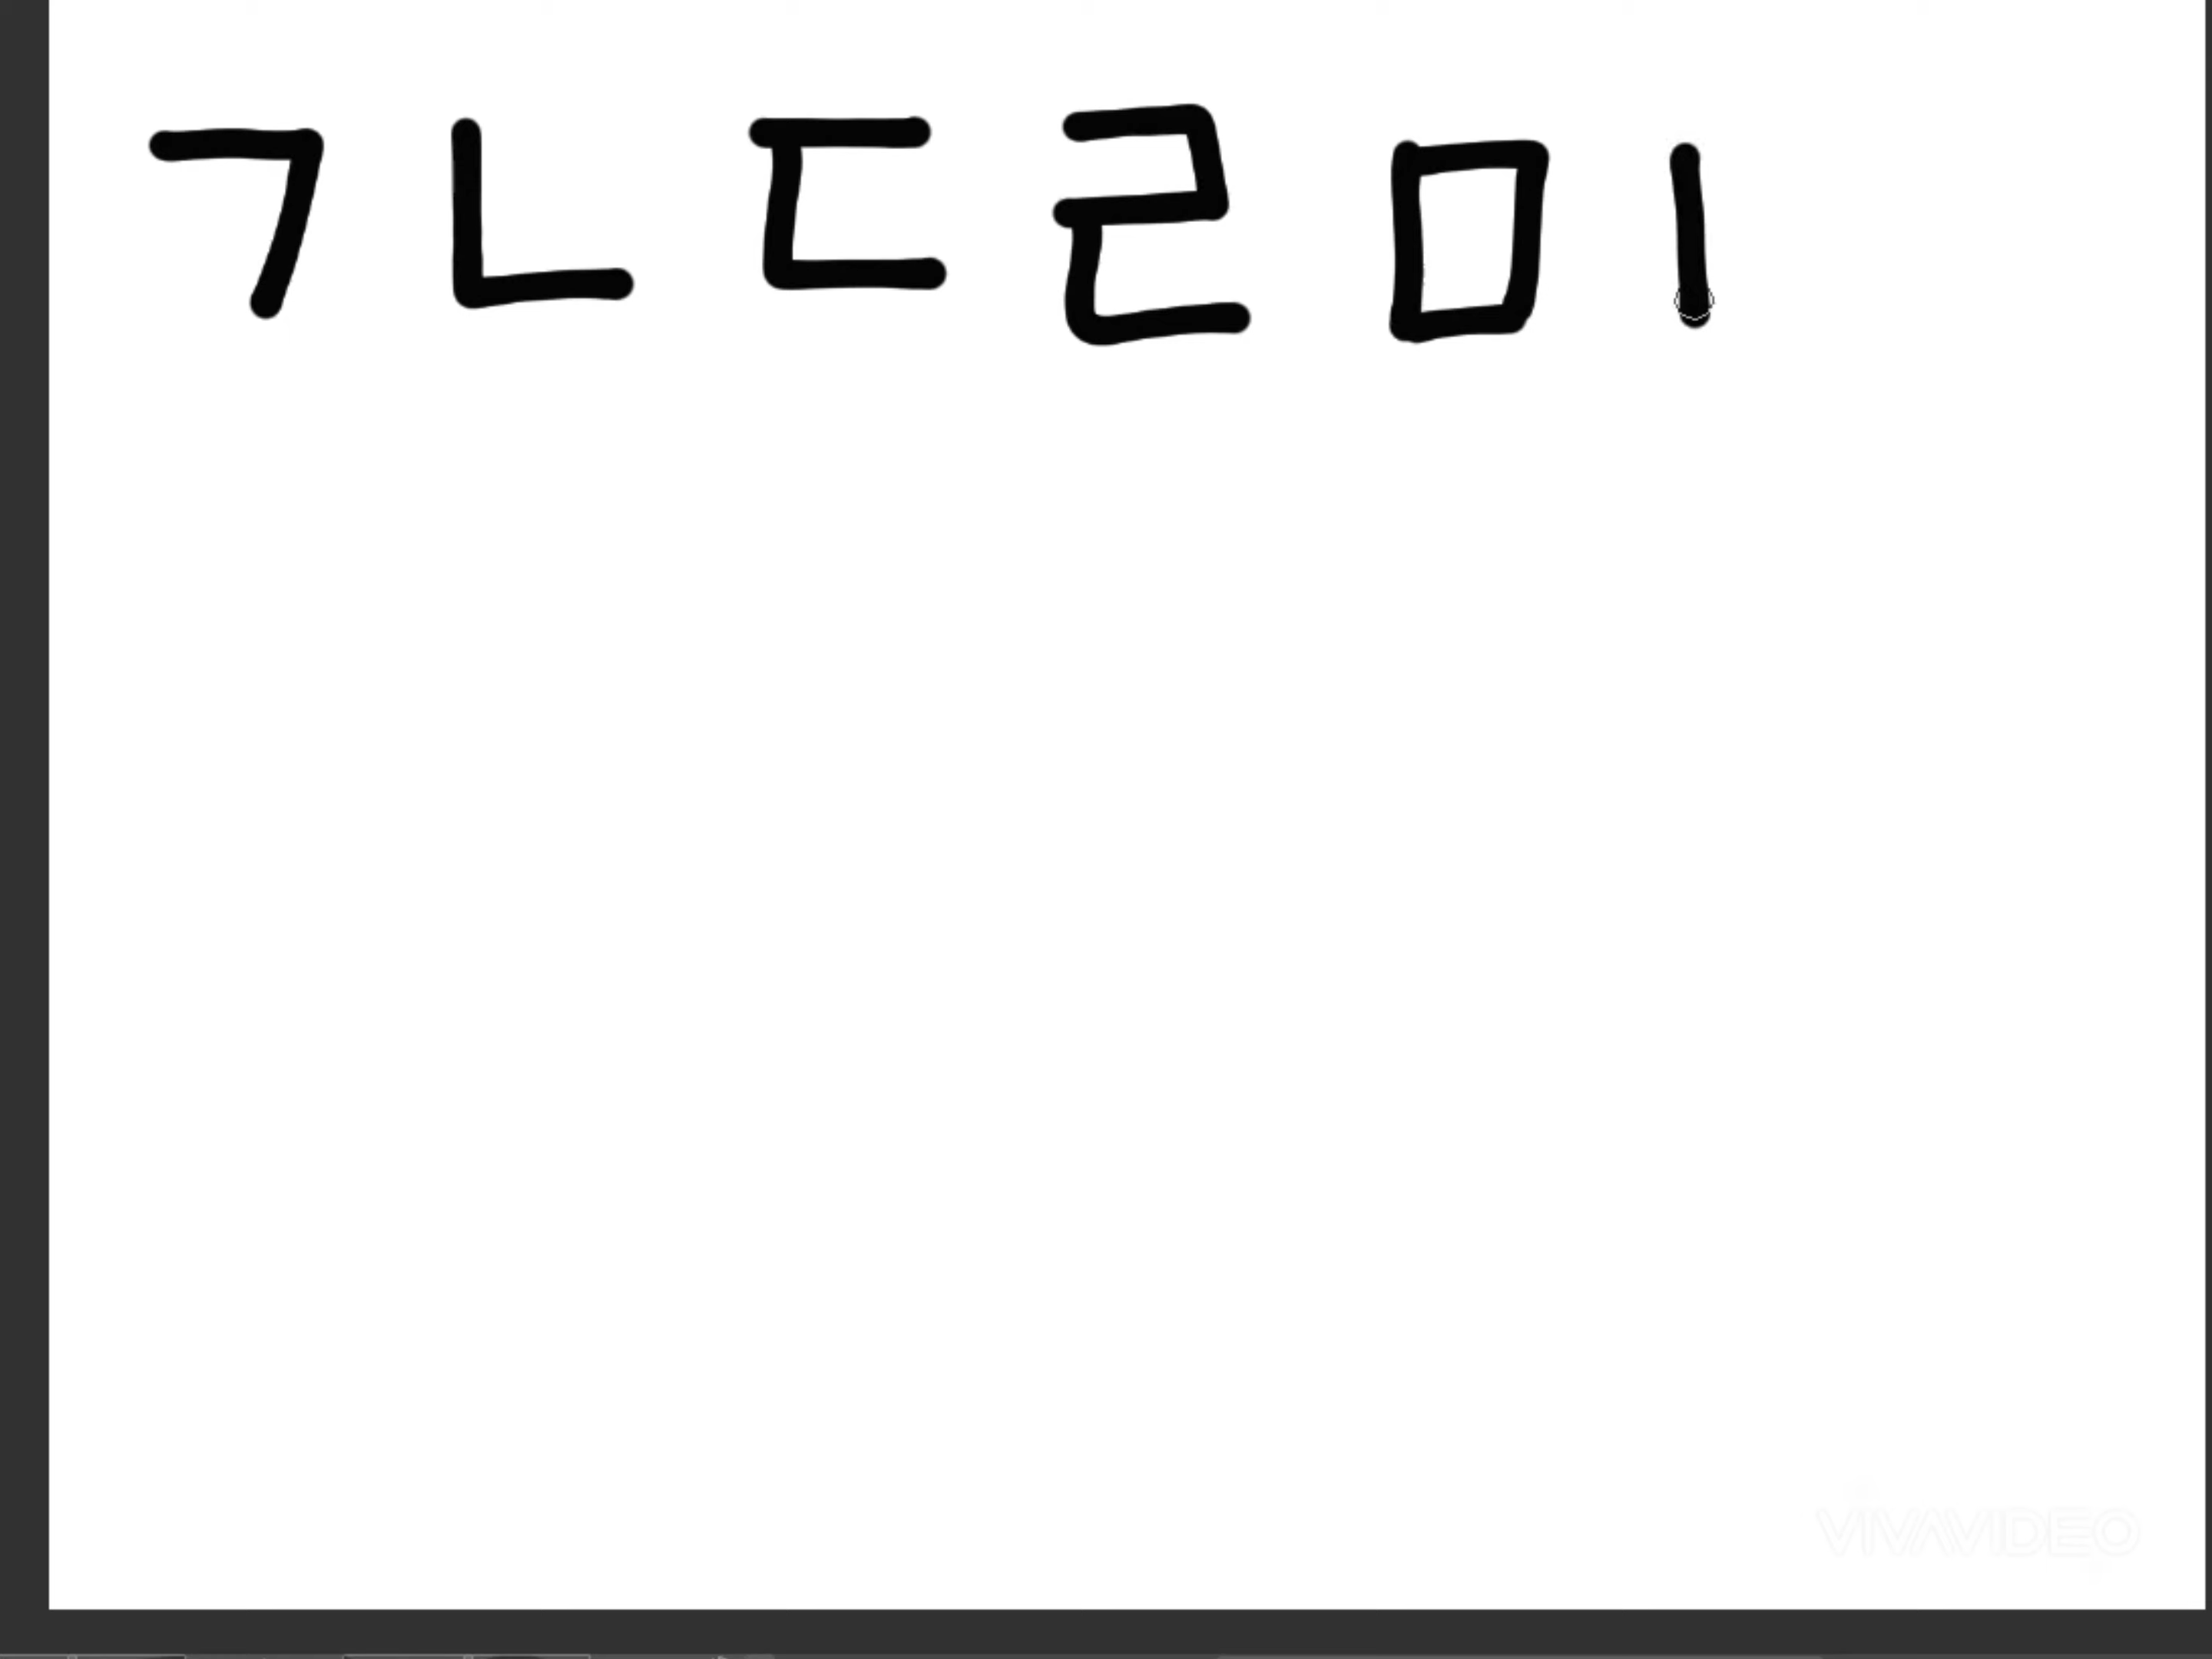 ㄱ ㄴ ㄷ ㄹ ㅁ ㅣ
VIVAVIDEO